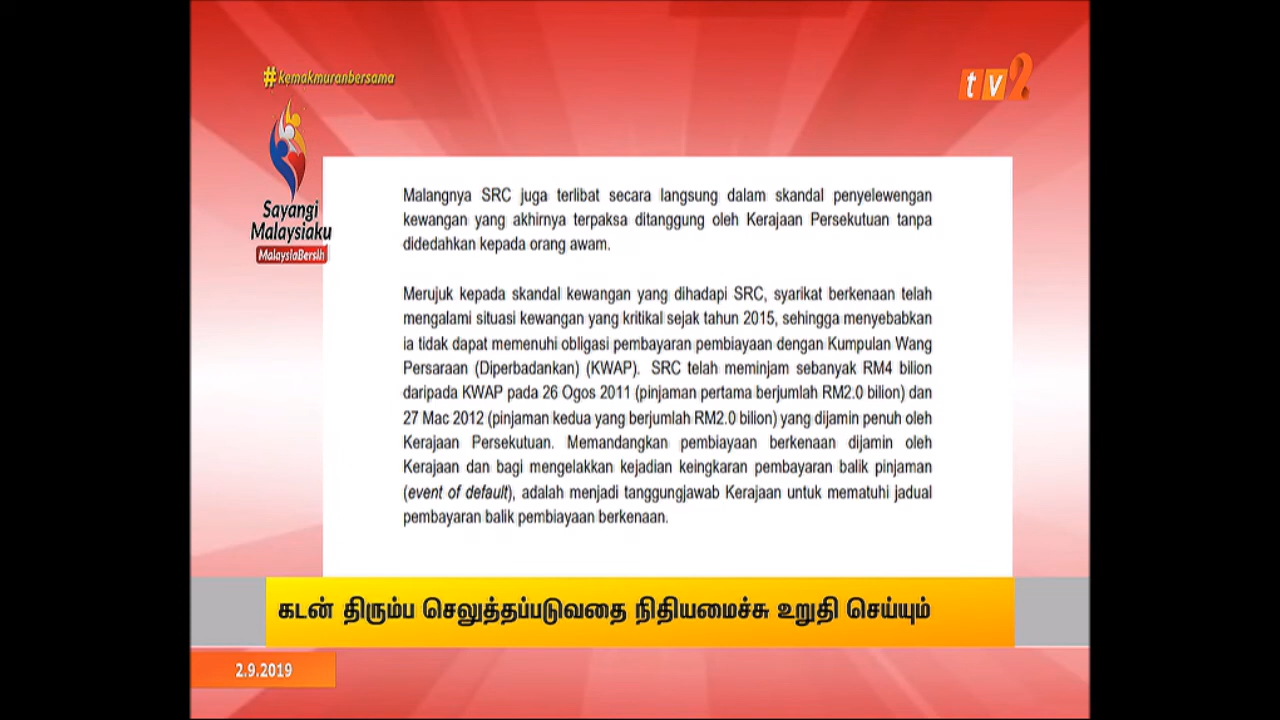 #kemakmuranbersama
tv2
Sayangi
Malaysiaku
MalaysiaBersih
Malangnya SRC juga terlibat secara langsung dalam skandal penyelewengan
kewangan yang akhirnya terpaksa ditanggung oleh Kerajaan Persekutuan tanpa
didedahkan kepada orang awam.
Merujuk kepada skandal kewangan yang dihadapi SRC, syarikat berkenaan telah
mengalami situasi kewangan yang kritikal sejak tahun 2015, sehingga menyebabkan
ia tidak dapat memenuhi obligasi pembayaran pembiayaan dengan Kumpulan Wang
Persaraan (Diperbadankan) (KWAP). SRC telah meminjam sebanyak RM4 bilion
daripada KWAP pada 26 Ogos 2011 (pinjaman pertama berjumlah RM2.0 bilion) dan
27 Mac 2012 (pinjaman kedua yang berjumlah RM2.0 bilion) yang dijamin penuh oleh
Kerajaan Persekutuan. Memandangkan pembiayaan berkenaan dijamin oleh
Kerajaan dan bagi mengelakkan kejadian keingkaran pembayaran balik pinjaman
(event of default), adalah menjadi tanggungjawab Kerajaan untuk mematuhi jadual
pembayaran balik pembiayaan berkenaan.
கடன் திரும்ப செலுத்தப்படுவதை நிதியமைச்சு உறுதி செய்யும்
2.9.2019